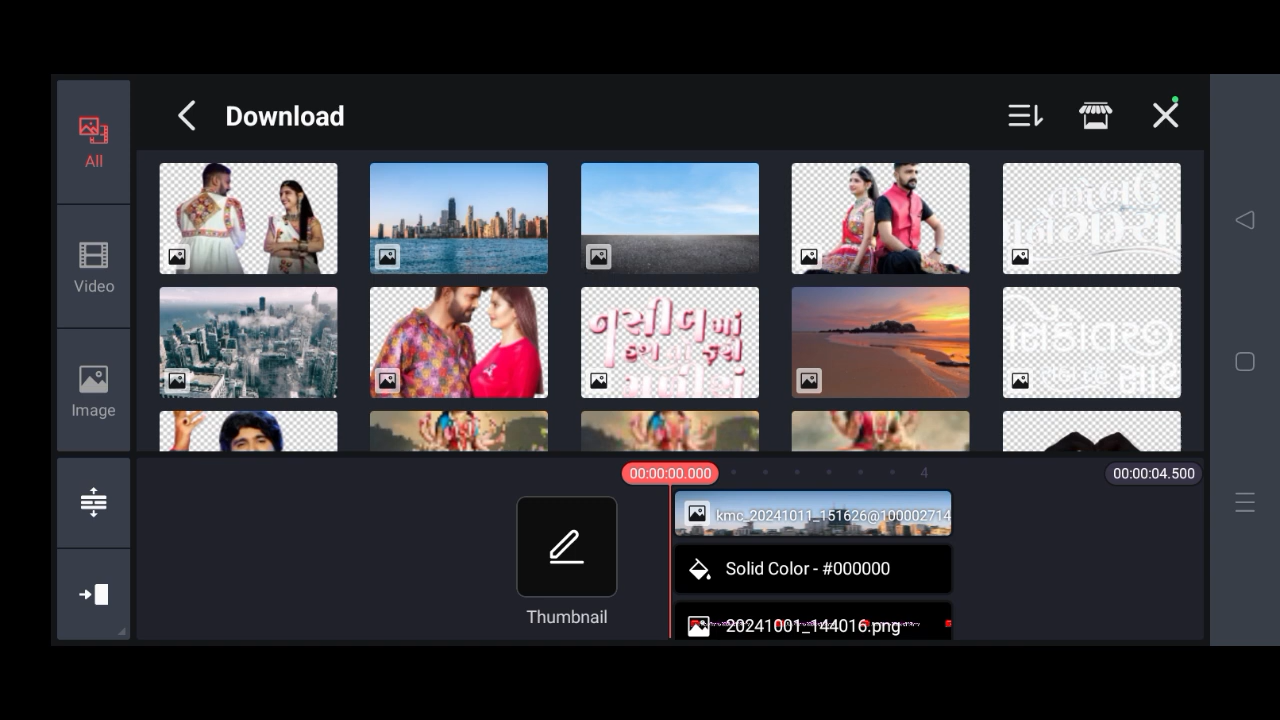 Download
All
Video
Image
નસીબ માં
00:00:00.000
4
00:00:04.500
kmc_20241011_151626@100002714
Solid Color - #000000
20241001_144016.png
Thumbnail